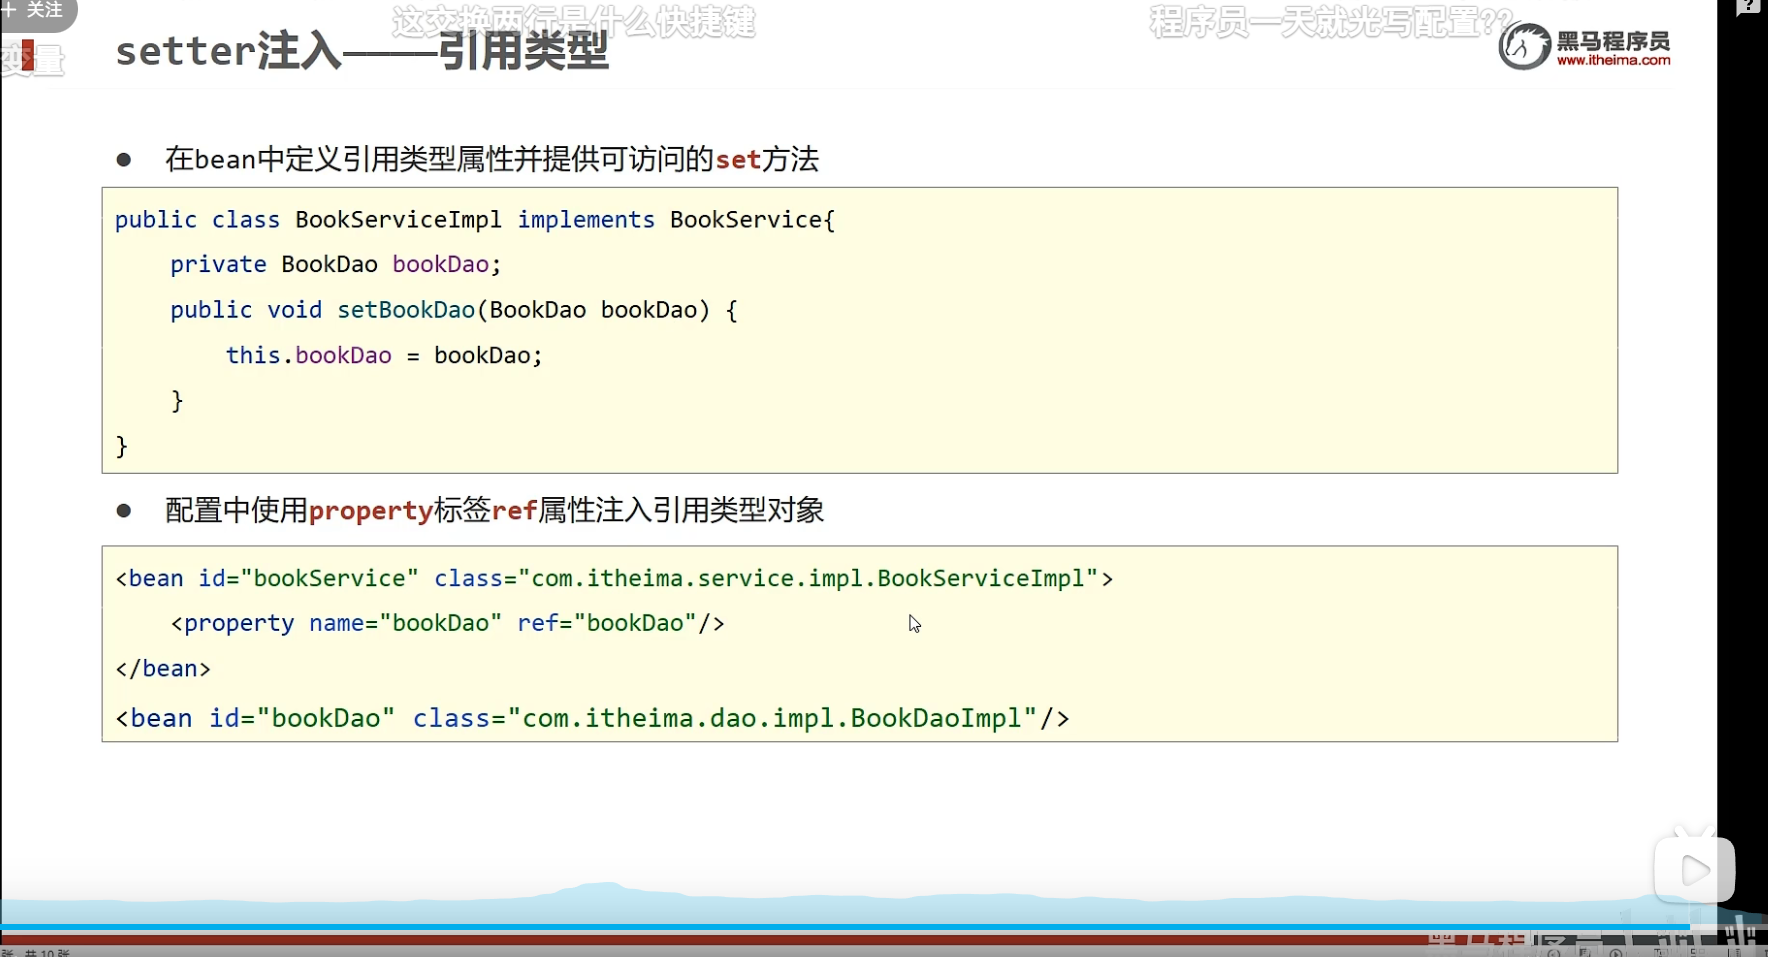 + 关注
这交换两行是什么快捷键
程序员一天就光写配置??
变量
setter注入——引用类型
黑马程序员
www.itheima.com
● 在bean中定义引用类型属性并提供可访问的set方法
public class BookServiceImpl implements BookService{
private BookDao bookDao;
public void setBookDao(BookDao bookDao) {
this.bookDao = bookDao;
}
}
● 配置中使用property标签ref属性注入引用类型对象
<bean id="bookService" class="com.itheima.service.impl.BookServiceImpl">
<property name="bookDao" ref="bookDao"/>
</bean>
<bean id="bookDao" class="com.itheima.dao.impl.BookDaoImpl"/>